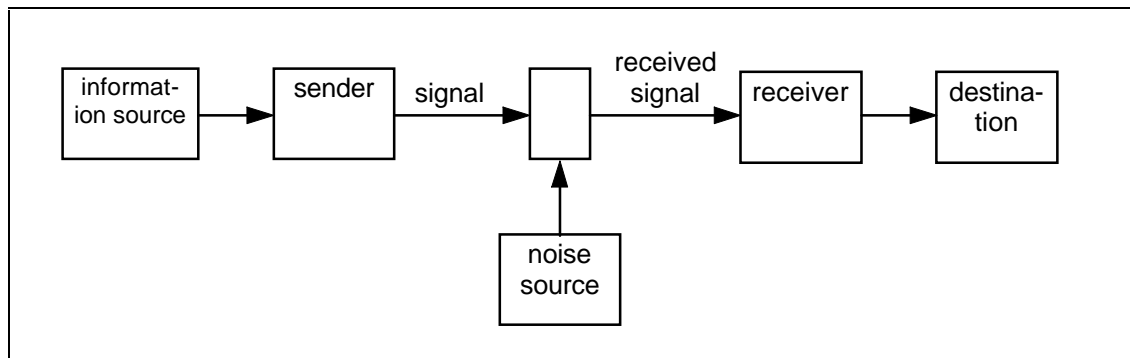 informat-
ion source
sender
signal
received
signal
receiver
destina-
tion
noise
source